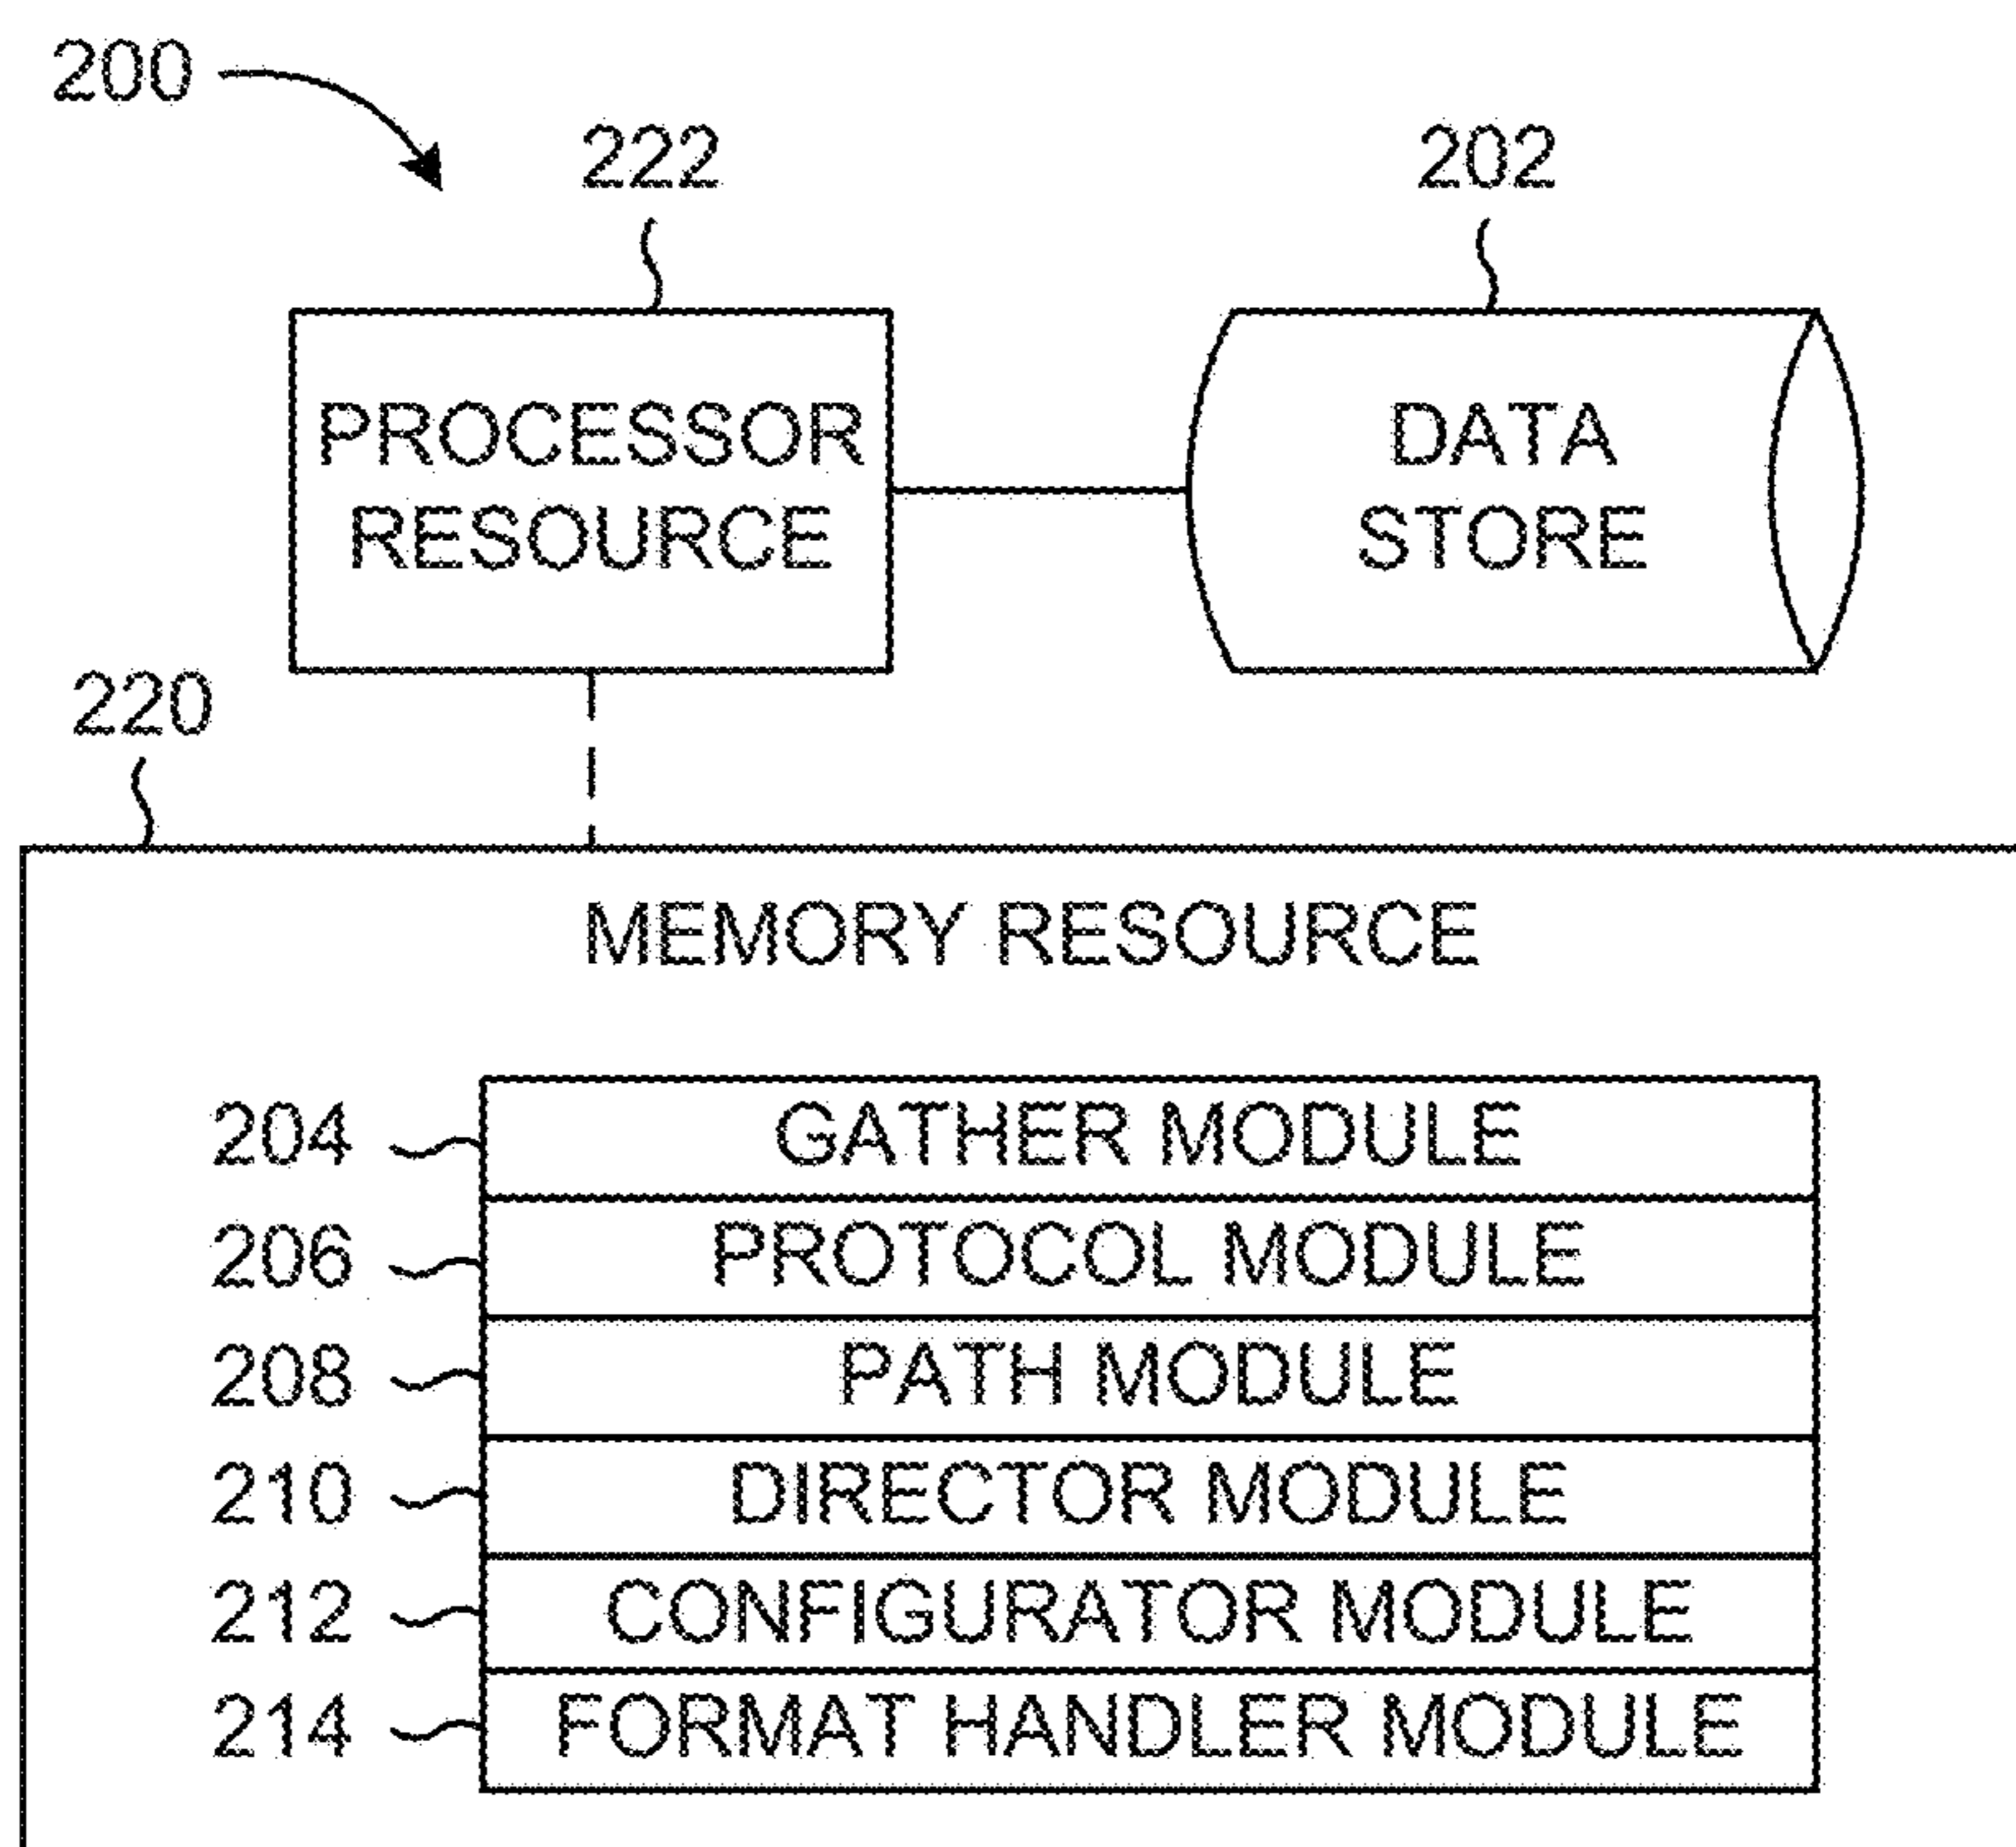 200
222
202
PROCESSOR
RESOURCE
DATA
STORE
220
MEMORY RESOURCE
204 GATHER MODULE
206 PROTOCOL MODULE
208 PATH MODULE
210 DIRECTOR MODULE
212 CONFIGURATOR MODULE
214 FORMAT HANDLER MODULE